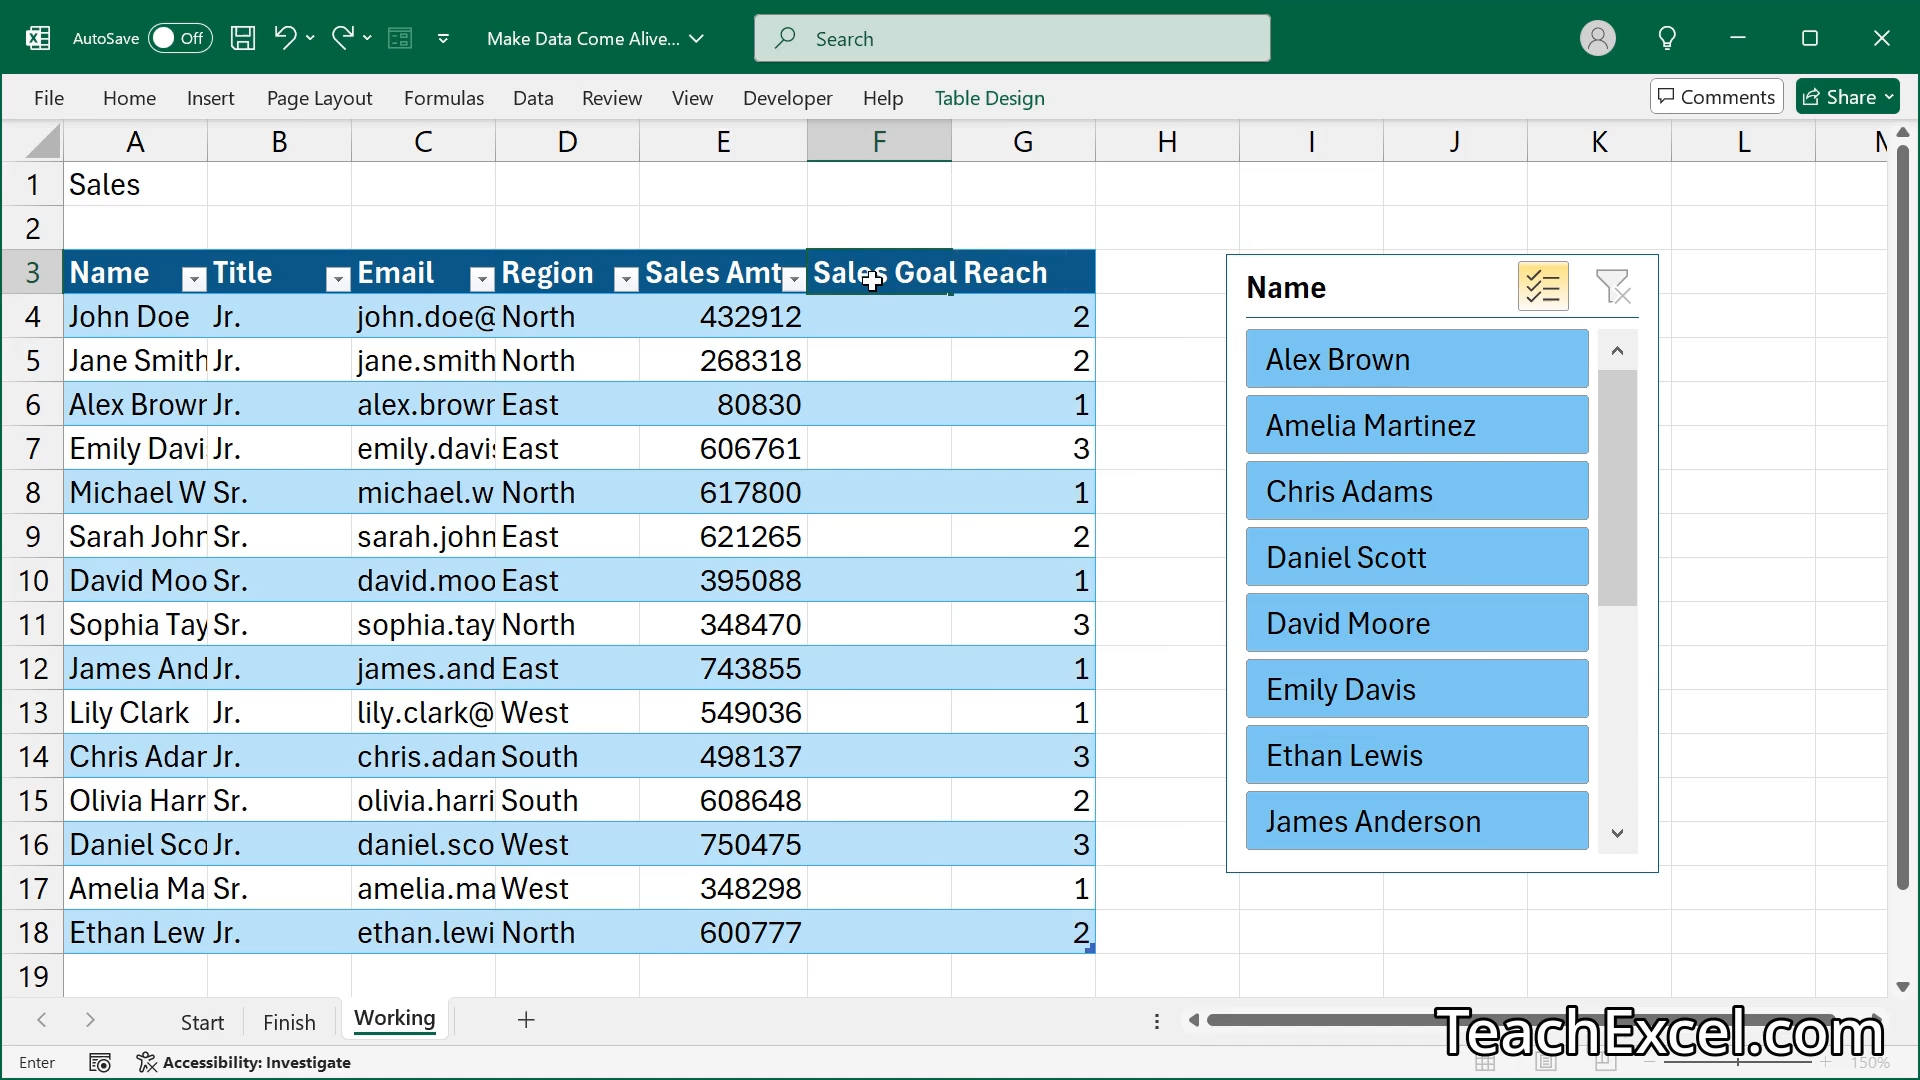 AutoSave Off Make Data Come Alive... Search
File Home Insert Page Layout Formulas Data Review View Developer Help Table Design Comments Share
A B C D E F G H I J K L
1 Sales
2
3 Name Title Email Region Sales Amt Sales Goal Reach
4 John Doe Jr. john.doe@ North 432912 2
5 Jane Smith Jr. jane.smith North 268318 2
6 Alex Brown Jr. alex.brown East 80830 1
7 Emily Davi Jr. emily.davis East 606761 3
8 Michael W Sr. michael.w North 617800 1
9 Sarah John Sr. sarah.john East 621265 2
10 David Moo Sr. david.moo East 395088 1
11 Sophia Tay Sr. sophia.tay North 348470 3
12 James And Jr. james.and East 743855 1
13 Lily Clark Jr. lily.clark@ West 549036 1
14 Chris Adar Jr. chris.adam South 498137 3
15 Olivia Harr Sr. olivia.harri South 608648 2
16 Daniel Sco Jr. daniel.sco West 750475 3
17 Amelia Ma Sr. amelia.ma West 348298 1
18 Ethan Lew Jr. ethan.lewi North 600777 2
19
Name
Alex Brown
Amelia Martinez
Chris Adams
Daniel Scott
David Moore
Emily Davis
Ethan Lewis
James Anderson
Start Finish Working
TeachExcel.com
Enter Accessibility: Investigate 150%